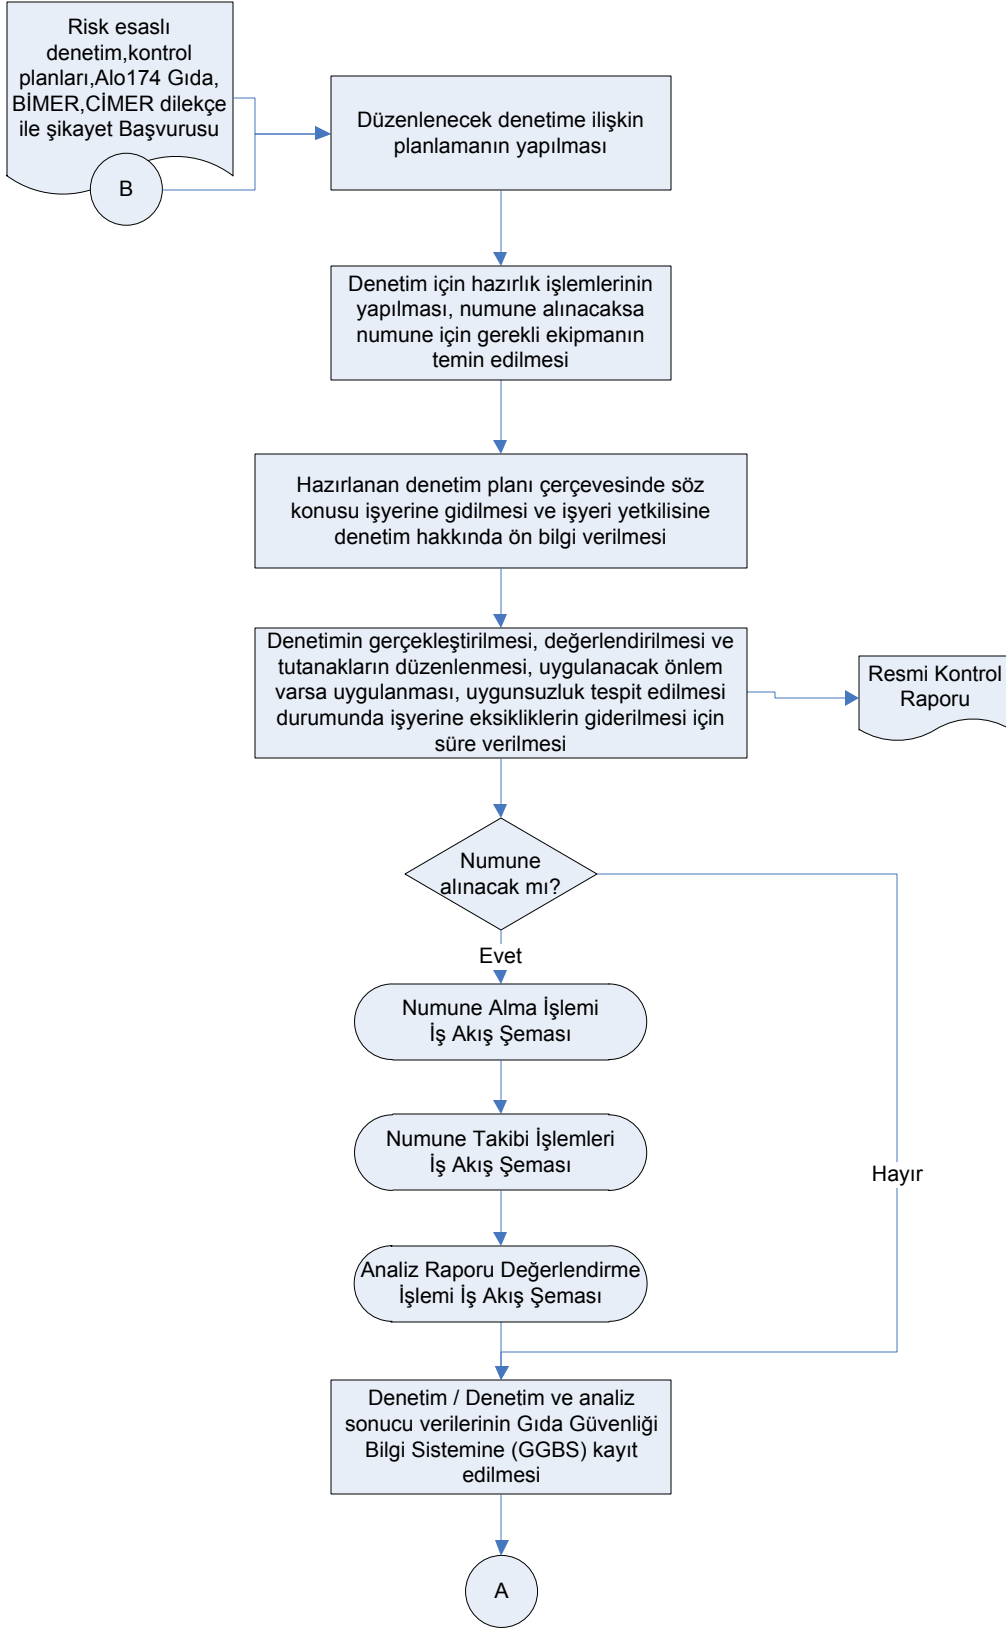 Risk esaslı
denetim,kontrol
planları,Alo174 Gıda,
BİMER,CİMER dilekçe
ile şikayet Başvurusu
B
Düzenlenecek denetime ilişkin
planlamanın yapılması
Denetim için hazırlık işlemlerinin
yapılması, numune alınacaksa
numune için gerekli ekipmanın
temin edilmesi
Hazırlanan denetim planı çerçevesinde söz
konusu işyerine gidilmesi ve işyeri yetkilisine
denetim hakkında ön bilgi verilmesi
Denetimin gerçekleştirilmesi, değerlendirilmesi ve
tutanakların düzenlenmesi, uygulanacak önlem
varsa uygulanması, uygunsuzluk tespit edilmesi
durumunda işyerine eksikliklerin giderilmesi için
süre verilmesi
Resmi Kontrol
Raporu
Numune
alınacak mı?
Evet
Numune Alma İşlemi
İş Akış Şeması
Numune Takibi İşlemleri
İş Akış Şeması
Hayır
Analiz Raporu Değerlendirme
İşlemi İş Akış Şeması
Denetim / Denetim ve analiz
sonucu verilerinin Gıda Güvenliği
Bilgi Sistemine (GGBS) kayıt
edilmesi
A